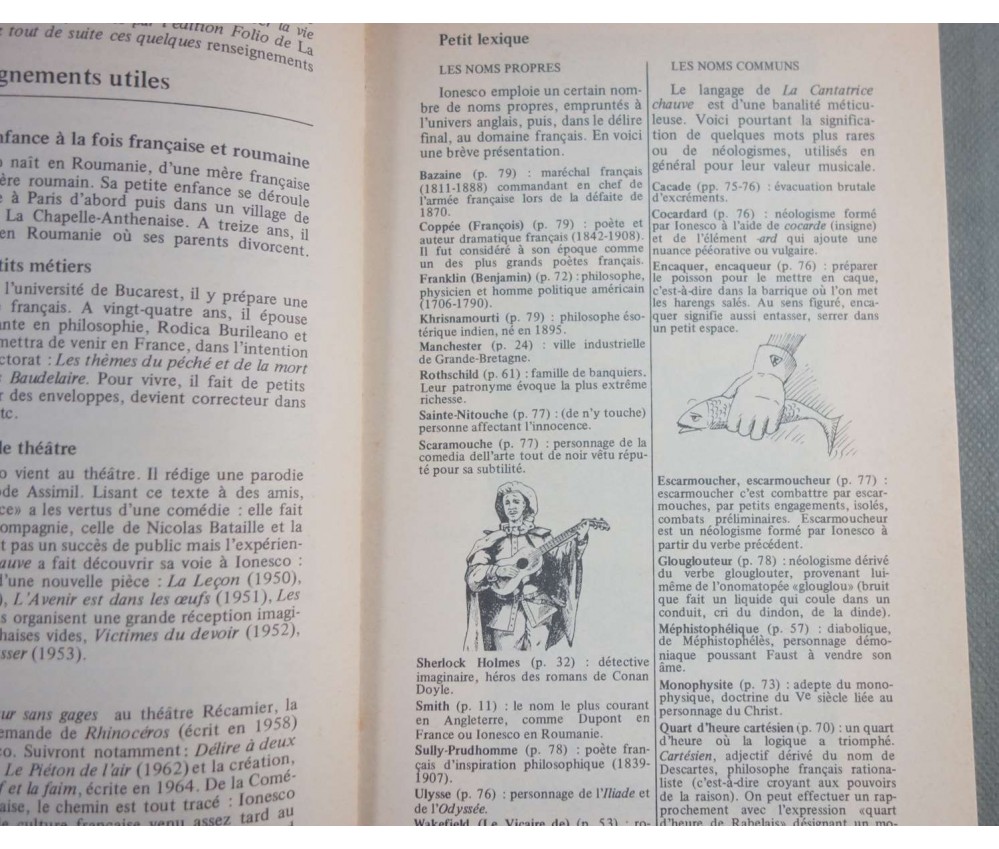 l'édition Folio de La
tout de suite ces quelques renseignements
gnements utiles
nfance à la fois française et roumaine
naît en Roumanie, d'une mère française
ère roumain. Sa petite enfance se déroule
à Paris d'abord puis dans un village de
La Chapelle-Anthenaise. A treize ans, il
en Roumanie où ses parents divorcent.
tits métiers
l'université de Bucarest, il y prépare une
français. A vingt-quatre ans, il épouse
ante en philosophie, Rodica Burileano et
mettra de venir en France, dans l'intention
ctorat : Les thèmes du péché et de la mort
Baudelaire. Pour vivre, il fait de petits
r des enveloppes, devient correcteur dans
tc.
le théâtre
o vient au théâtre. Il rédige une parodie
ode Assimil. Lisant ce texte à des amis,
ce» a les vertus d'une comédie : elle fait
ompagnie, celle de Nicolas Bataille et la
t pas un succès de public mais l'expérien-
auve a fait découvrir sa voie à Ionesco :
d'une nouvelle pièce : La Leçon (1950),
), L'Avenir est dans les œufs (1951), Les
s organisent une grande réception imagi-
haises vides, Victimes du devoir (1952),
sser (1953).
ur sans gages au théâtre Récamier, la
emande de Rhinocéros (écrit en 1958)
co. Suivront notamment : Délire à deux
Le Piéton de l'air (1962) et la création,
f et la faim, écrite en 1964. De la Comé-
aise, le chemin est tout tracé : Ionesco
culture française venu assez tard au
Petit lexique
LES NOMS PROPRES
Ionesco emploie un certain nom-
bre de noms propres, empruntés à
l'univers anglais, puis, dans le délire
final, au domaine français. En voici
une brève présentation.
Bazaine (p. 79) : maréchal français
(1811-1888) commandant en chef de
l'armée française lors de la défaite de
1870.
Coppée (François) (p. 79) : poète et
auteur dramatique français (1842-1908).
Il fut considéré à son époque comme
un des plus grands poètes français.
Franklin (Benjamin) (p. 72) : philosophe,
physicien et homme politique américain
(1706-1790).
Khrisnamourti (p. 79) : philosophe éso-
térique indien, né en 1895.
Manchester (p. 24) : ville industrielle
de Grande-Bretagne.
Rothschild (p. 61) : famille de banquiers.
Leur patronyme évoque la plus extrême
richesse.
Sainte-Nitouche (p. 77) : (de n'y touche)
personne affectant l'innocence.
Scaramouche (p. 77) : personnage de la
comedia dell'arte tout de noir vêtu répu-
té pour sa subtilité.
Sherlock Holmes (p. 32) : détective
imaginaire, héros des romans de Conan
Doyle.
Smith (p. 11) : le nom le plus courant
en Angleterre, comme Dupont en
France ou Ionesco en Roumanie.
Sully-Prudhomme (p. 78) : poète fran-
çais d'inspiration philosophique (1839-
1907).
Ulysse (p. 76) : personnage de l'Iliade et
de l'Odyssée.
Wakefield (Le Vicaire de) (p. 53) : ro-
LES NOMS COMMUNS
Le langage de La Cantatrice
chauve est d'une banalité méticu-
leuse. Voici pourtant la significa-
tion de quelques mots plus rares
ou de néologismes, utilisés en
général pour leur valeur musicale.
Cacade (pp. 75-76) : évacuation brutale
d'excréments.
Cocardard (p. 76) : néologisme formé
par Ionesco à l'aide de cocarde (insigne)
et de l'élément -ard qui ajoute une
nuance péeorative ou vulgaire.
Encaquer, encaqueur (p. 76) : préparer
le poisson pour le mettre en caque,
c'est-à-dire dans la barrique où l'on met
les harengs salés. Au sens figuré, enca-
quer signifie aussi entasser, serrer dans
un petit espace.
Escarmoucher, escarmoucheur (p. 77) :
escarmoucher c'est combattre par escar-
mouches, par petits engagements, isolés,
combats préliminaires. Escarmoucheur
est un néologisme formé par Ionesco à
partir du verbe précédent.
Glouglouteur (p. 78) : néologisme dérivé
du verbe glouglouter, provenant lui-
même de l'onomatopée «glouglou» (bruit
que fait un liquide qui coule dans un
conduit, cri du dindon, de la dinde).
Méphistophélique (p. 57) : diabolique,
de Méphistophélès, personnage démo-
niaque poussant Faust à vendre son
âme.
Monophysite (p. 73) : adepte du mono-
physique, doctrine du Ve siècle liée au
personnage du Christ.
Quart d'heure cartésien (p. 70) : un quart
d'heure où la logique a triomphé.
Cartésien, adjectif dérivé du nom de
Descartes, philosophe français rationa-
liste (c'est-à-dire croyant aux pouvoirs
de la raison). On peut effectuer un rap-
prochement avec l'expression «quart
d'heure de Rabelais» désignant un mo-